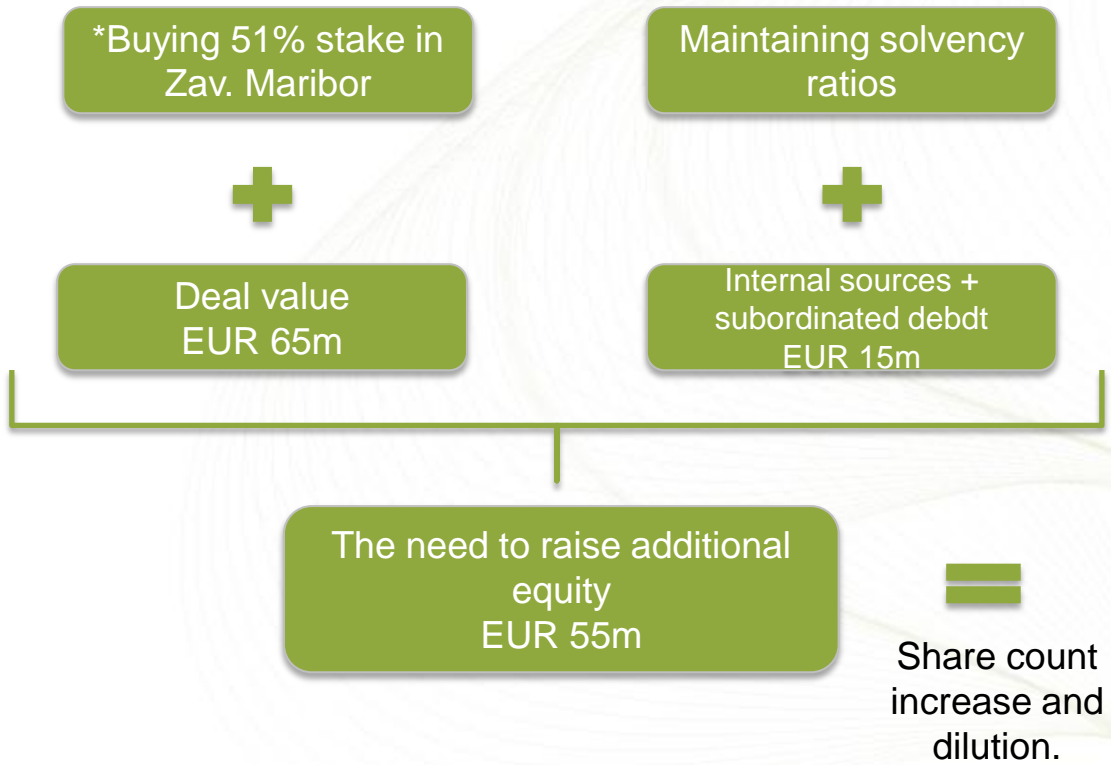 *Buying 51% stake in
Zav. Maribor
Maintaining solvency
ratios
Deal value
EUR 65m
Internal sources +
subordinated debdt
EUR 15m
The need to raise additional
equity
EUR 55m
Share count
increase and
dilution.